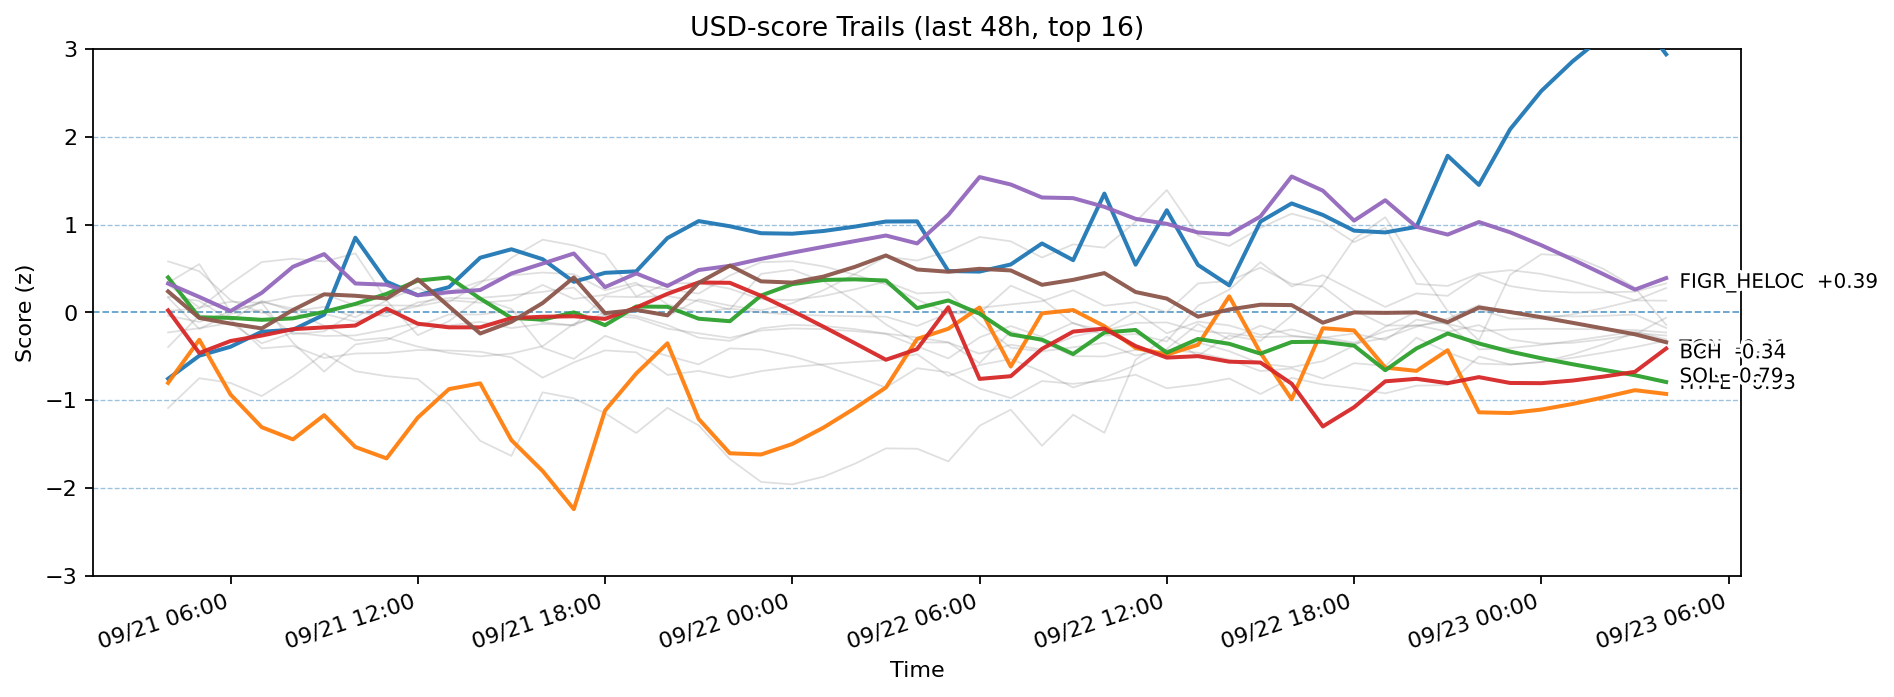 USD-score Trails (last 48h, top 16)
Score (z)
3
2
1
0
−1
−2
−3
FIGR_HELOC +0.39
BCH -0.34
SOL -0.79
09/21 06:00
09/21 12:00
09/21 18:00
09/22 00:00
09/22 06:00
09/22 12:00
09/22 18:00
09/23 00:00
09/23 06:00
Time